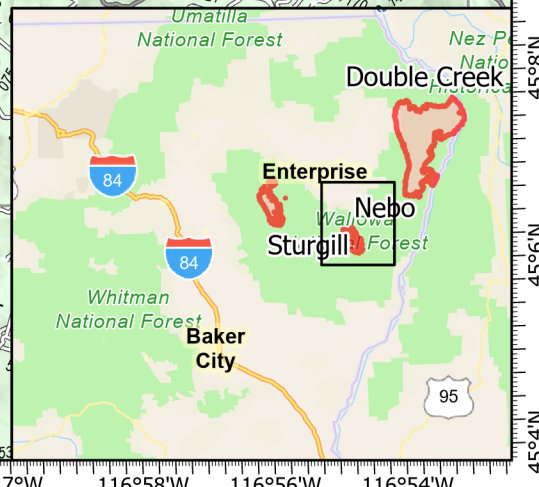 Umatilla
National Forest
Nez P
Natio
Historica
Double Creek
84
Enterprise
Nebo
Wallowa
Forest
Sturgill
84
Whitman
National Forest
Baker
City
95
45°8'N
45°6'N
45°4'N
7°W
116°58'W
116°56'W
116°54'W